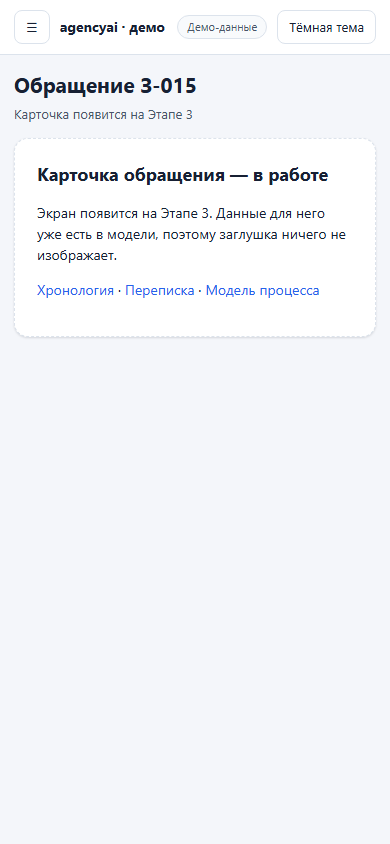 ☰ agencyai · демо Демо-данные Тёмная тема
Обращение 3-015
Карточка появится на Этапе 3
Карточка обращения — в работе
Экран появится на Этапе 3. Данные для него
уже есть в модели, поэтому заглушка ничего не
изображает.
Хронология · Переписка · Модель процесса